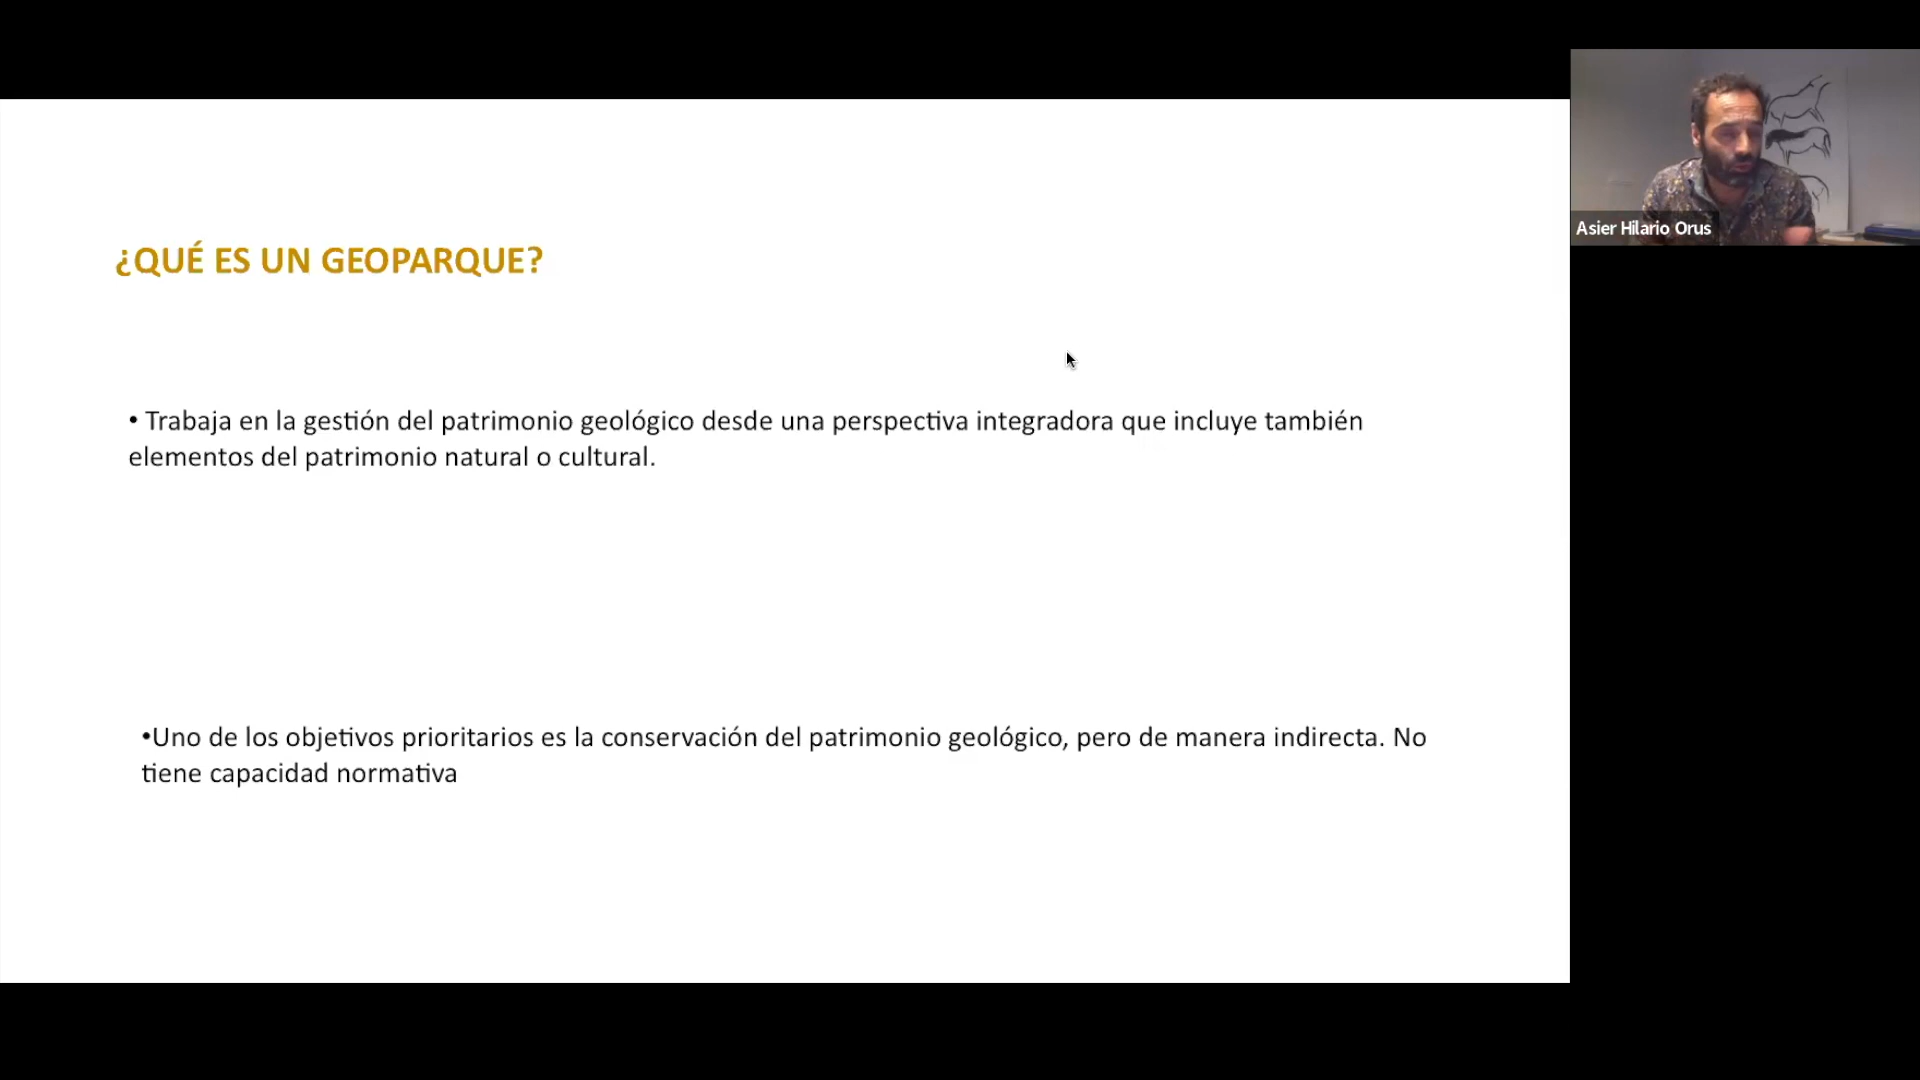 ¿QUÉ ES UN GEOPARQUE?
• Trabaja en la gestión del patrimonio geológico desde una perspectiva integradora que incluye también
elementos del patrimonio natural o cultural.
•Uno de los objetivos prioritarios es la conservación del patrimonio geológico, pero de manera indirecta. No
tiene capacidad normativa
Asier Hilario Orus